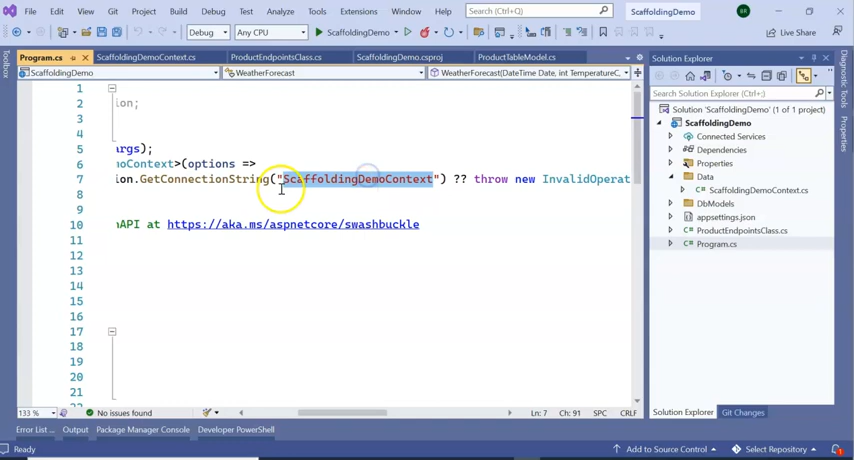 File Edit View Git Project Build Debug Test Analyze Tools Extensions Window Help Search (Ctrl+Q) ScaffoldingDemo BR
Debug Any CPU ScaffoldingDemo Live Share
Program.cs ScaffoldingDemoContext.cs ProductEndpointsClass.cs ScaffoldingDemo.csproj ProductTableModel.cs
ScaffoldingDemo WeatherForecast WeatherForecast(DateTime Date, int TemperatureC,
Toolbox
1
2 ion;
3
4
5 args);
6 moContext>(options =>
7 ion.GetConnectionString("ScaffoldingDemoContext") ?? throw new InvalidOperat
8
9
10 nAPI at https://aka.ms/aspnetcore/swashbuckle
11
12
13
14
15
16
17
18
19
20
21
133 % No issues found Ln: 7 Ch: 91 SPC CRLF
Solution Explorer
Search Solution Explorer (Ctrl+;)
Solution 'ScaffoldingDemo' (1 of 1 project)
ScaffoldingDemo
Connected Services
Dependencies
Properties
Data
C# ScaffoldingDemoContext.cs
DbModels
appsettings.json
C# ProductEndpointsClass.cs
C# Program.cs
Solution Explorer Git Changes
Diagnostic Tools
Properties
Error List ... Output Package Manager Console Developer PowerShell
Ready Add to Source Control Select Repository 1